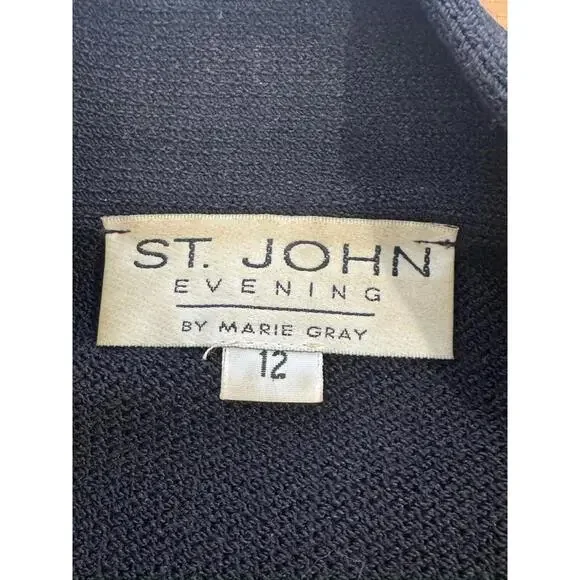 ST. JOHN
EVENING
BY MARIE GRAY
12